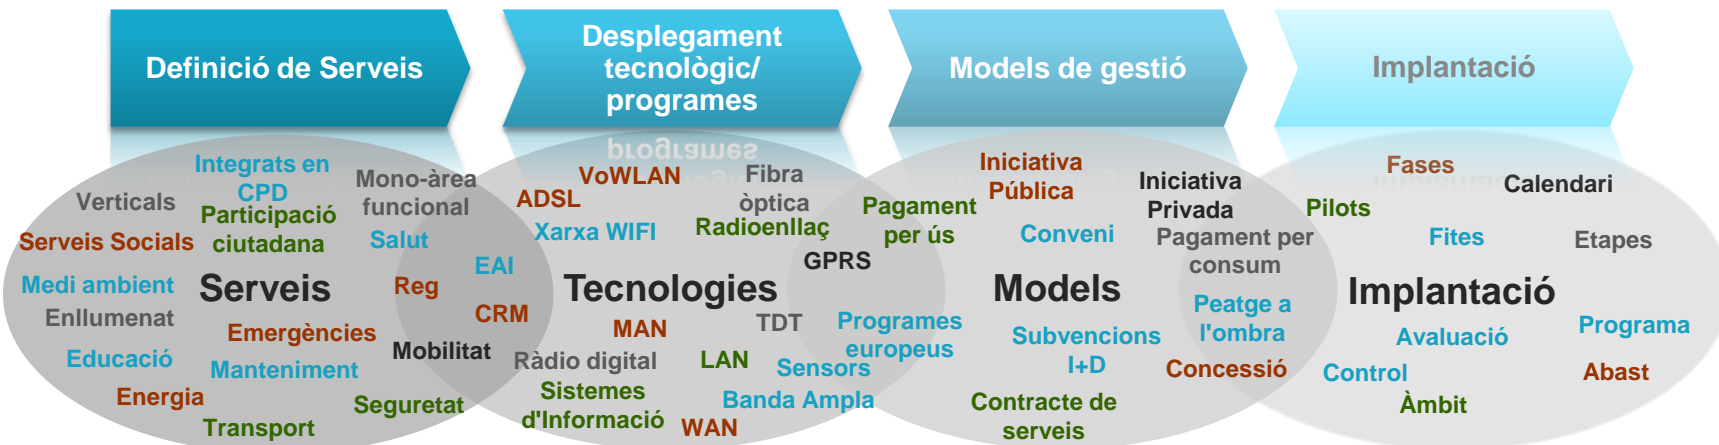 Definició de Serveis
Desplegament
tecnològic/
programes
Models de gestió
Implantació
Integrats en
CPD
Verticals
Mono-àrea
funcional
Participació
ciutadana
Serveis Socials
Salut
Medi ambient
Serveis
Reg
EAI
CRM
Enllumenat
Emergències
Educació
Manteniment
Mobilitat
Energia
Seguretat
Transport
VoWLAN
ADSL
Fibra
òptica
Xarxa WIFI
Radioenllaç
GPRS
Tecnologies
MAN
TDT
Ràdio digital
LAN
Sensors
Sistemes
d'Informació
Banda Ampla
WAN
Iniciativa
Pública
Iniciativa
Privada
Pagament
per ús
Conveni
Pagament per
consum
Models
Programes
europeus
Subvencions
I+D
Peatge a
l'ombra
Concessió
Contracte de
serveis
Fases
Calendari
Pilots
Fites
Etapes
Implantació
Avaluació
Programa
Control
Abast
Àmbit